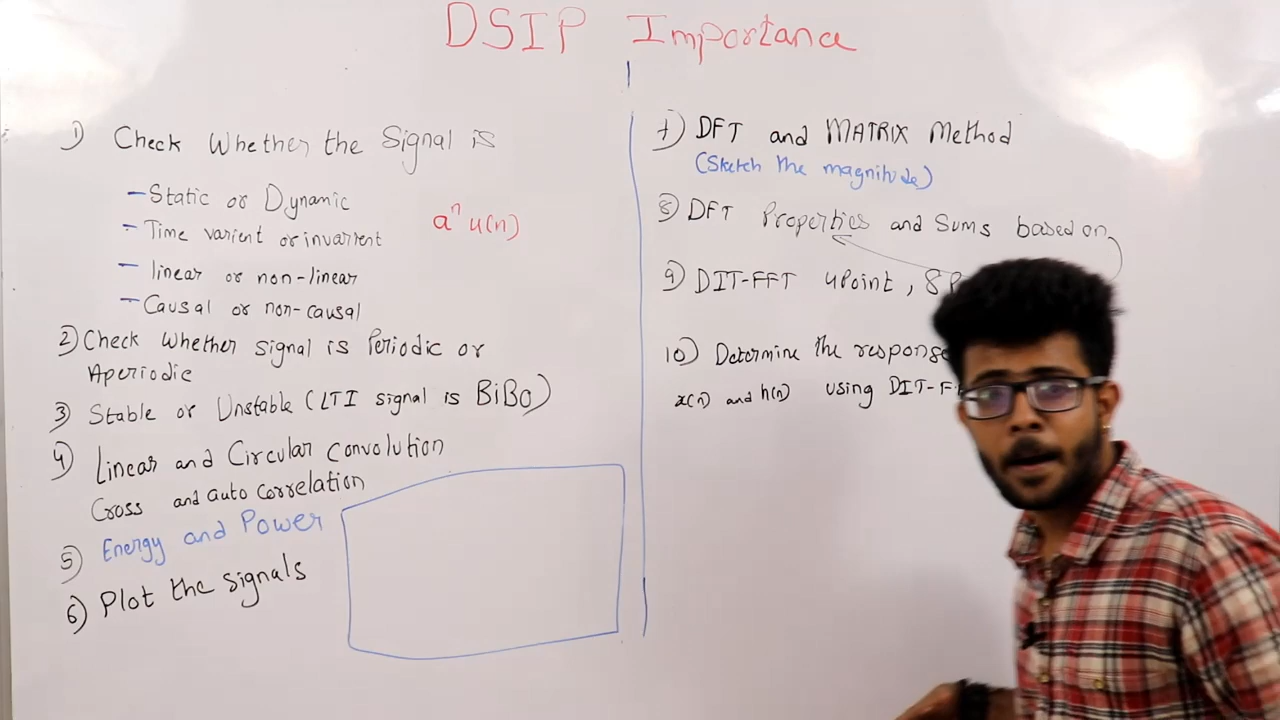 DSIP Importance
1) Check Whether the Signal is
- Static or Dynamic
- Time varient or invarient
- linear or non-linear
- Causal or non-causal
a^n u(n)
2) Check Whether signal is Periodic or
Aperiodic
3) Stable or Unstable (LTI signal is BiBo)
4) Linear and Circular Convolution
Cross and auto correlation
5) Energy and Power
6) Plot the signals
7) DFT and MATRIX Method
(Sketch the magnitude)
8) DFT Properties and Sums based on
9) DIT-FFT 4Point, 8
10) Determine the response
x(n) and h(n) using DIT-F